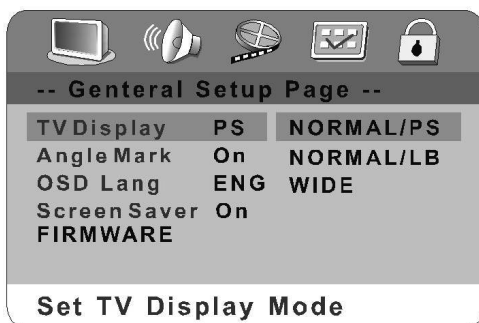 -- Genteral Setup Page --
TV Display PS NORMAL/PS
Angle Mark On NORMAL/LB
OSD Lang ENG WIDE
Screen Saver On
FIRMWARE
Set TV Display Mode